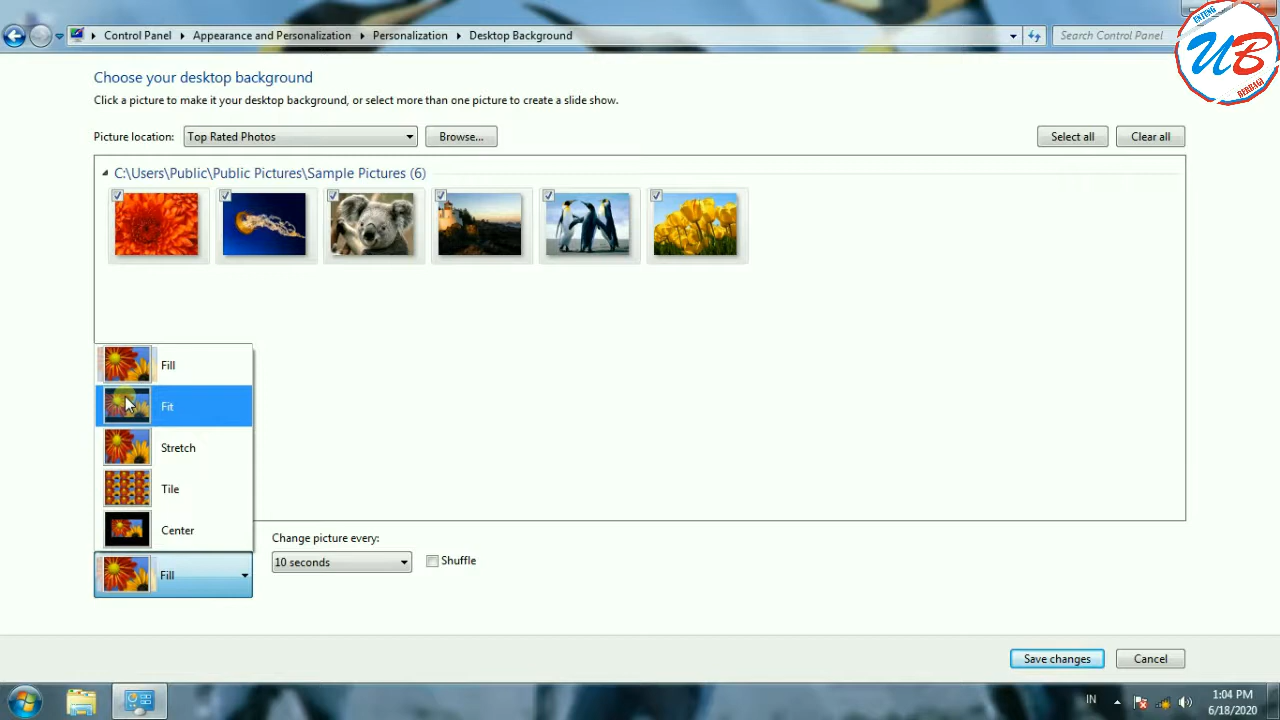 ENTENG
UB
BERBAGI
Control Panel
Appearance and Personalization
Personalization
Desktop Background
Search Control Panel
Choose your desktop background
Click a picture to make it your desktop background, or select more than one picture to create a slide show.
Picture location:
Top Rated Photos
Browse...
Select all
Clear all
C:\Users\Public\Public Pictures\Sample Pictures (6)
Fill
Fit
Stretch
Tile
Center
Fill
Change picture every:
10 seconds
Shuffle
Save changes
Cancel
IN
1:04 PM
6/18/2020